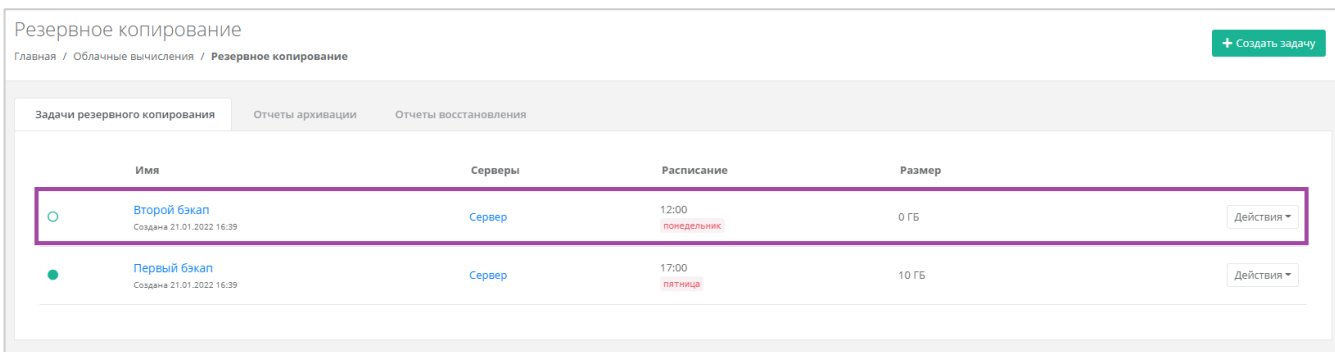 Резервное копирование
Главная / Облачные вычисления / Резервное копирование
+ Создать задачу
Задачи резервного копирования Отчеты архивации Отчеты восстановления
Имя Серверы Расписание Размер
Второй бэкап
Создана 21.01.2022 16:39
Сервер
12:00
понедельник
0 ГБ
Действия
Первый бэкап
Создана 21.01.2022 16:39
Сервер
17:00
пятница
10 ГБ
Действия